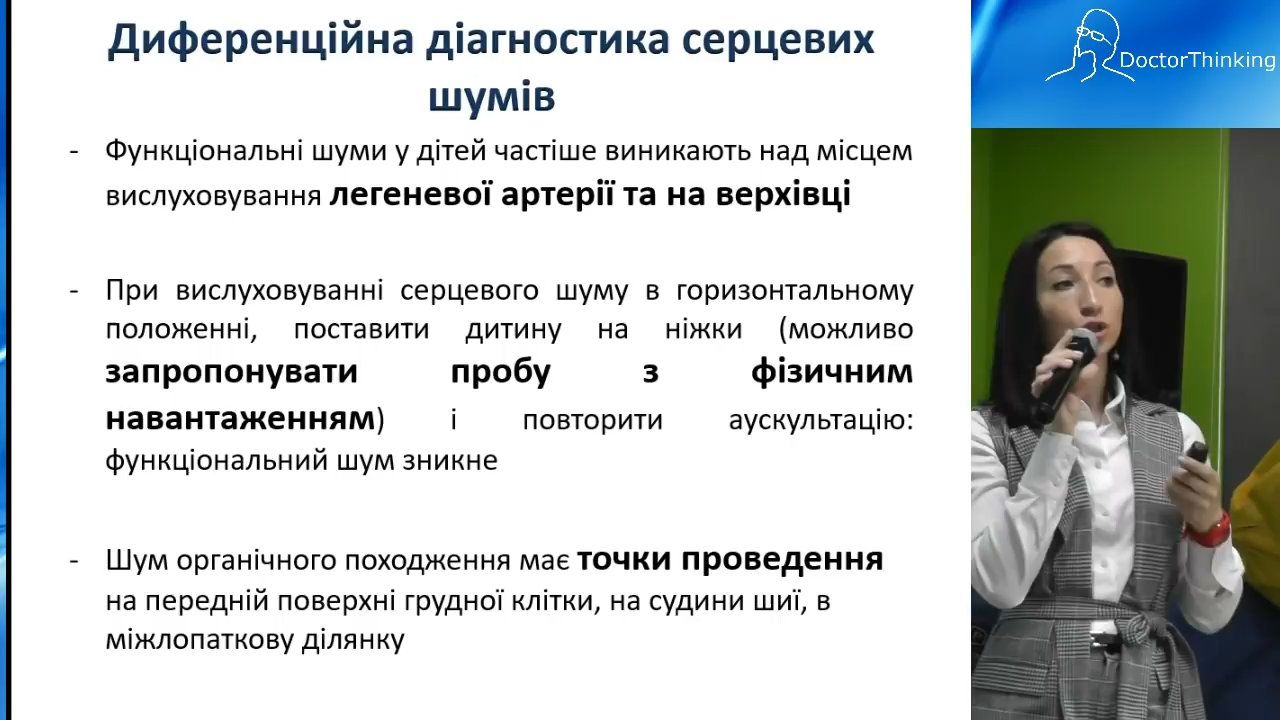 Диференційна діагностика серцевих
шумів
- Функціональні шуми у дітей частіше виникають над місцем
вислуховування легеневої артерії та на верхівці
- При вислуховуванні серцевого шуму в горизонтальному
положенні, поставити дитину на ніжки (можливо
запропонувати пробу з фізичним
навантаженням) і повторити аускультацію:
функціональний шум зникне
- Шум органічного походження має точки проведення
на передній поверхні грудної клітки, на судини шиї, в
міжлопаткову ділянку
DoctorThinking